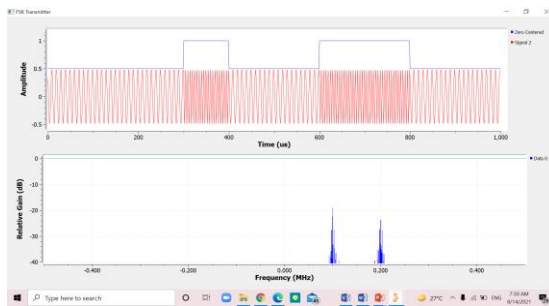 FSK Transmitter
Zero Centered
Signal 2
Amplitude
1
0.5
0
-0.5
0 200 400 600 800 1,000
Time (us)
Data 0
Relative Gain (dB)
0
-10
-20
-30
-40
-0.400 -0.200 0.000 0.200 0.400
Frequency (MHz)
Type here to search
27°C
ENG
7:00 AM
8/14/2021